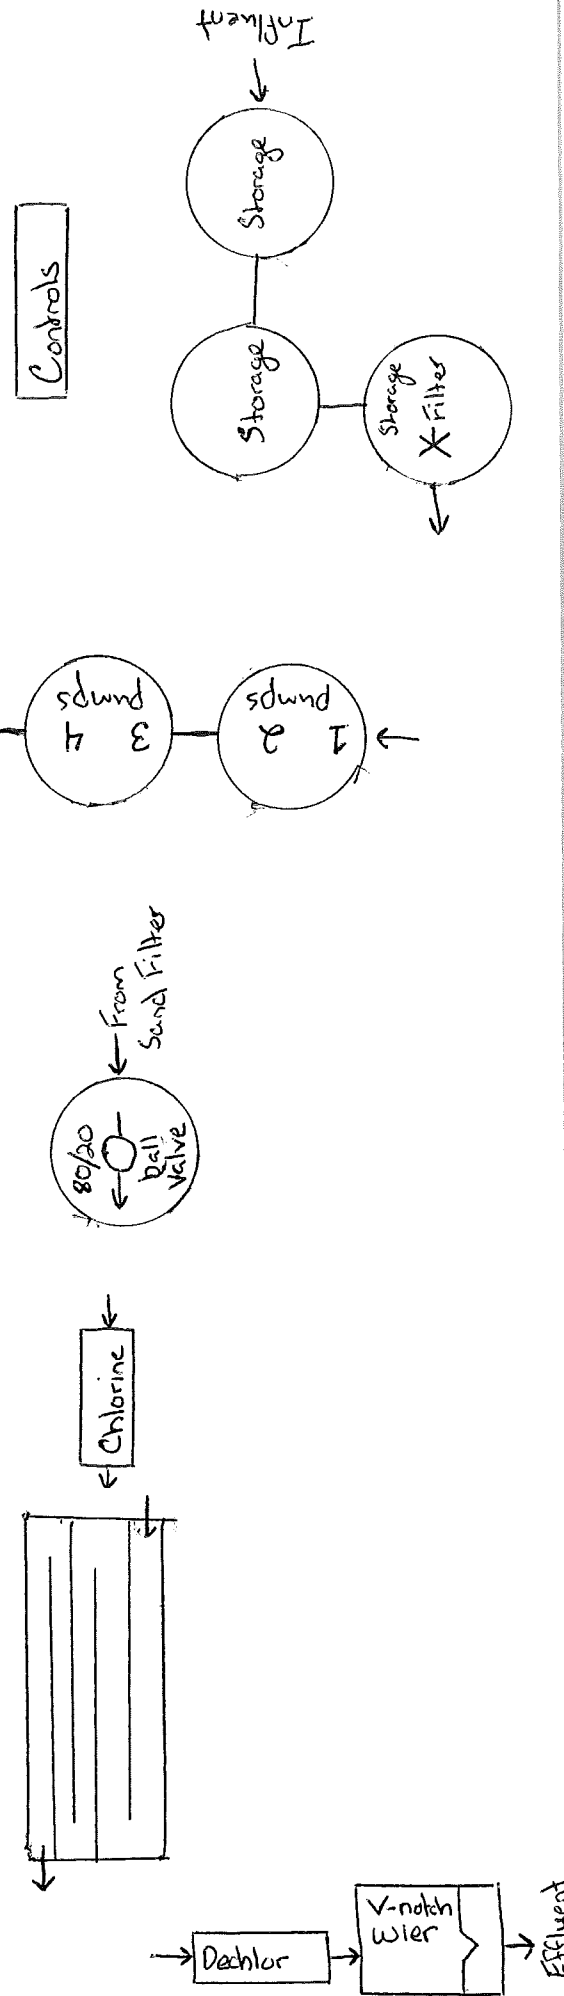 Influent
Storage
Controls
Storage
Storage
X-Filter
pumps
3 4
pumps
1 2
From
Sand Filter
80/20
ball
valve
Chlorine
Dechlor
V-notch
Wier
Effluent